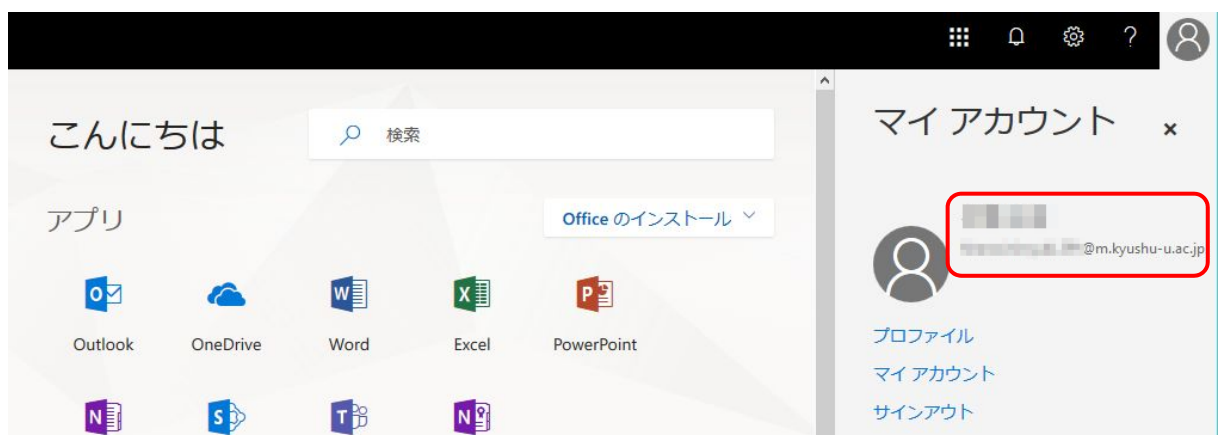 ?
こんにちは
検索
マイ アカウント
×
アプリ
Office のインストール
@m.kyushu-u.ac.jp
Outlook
OneDrive
Word
Excel
PowerPoint
プロファイル
マイ アカウント
サインアウト